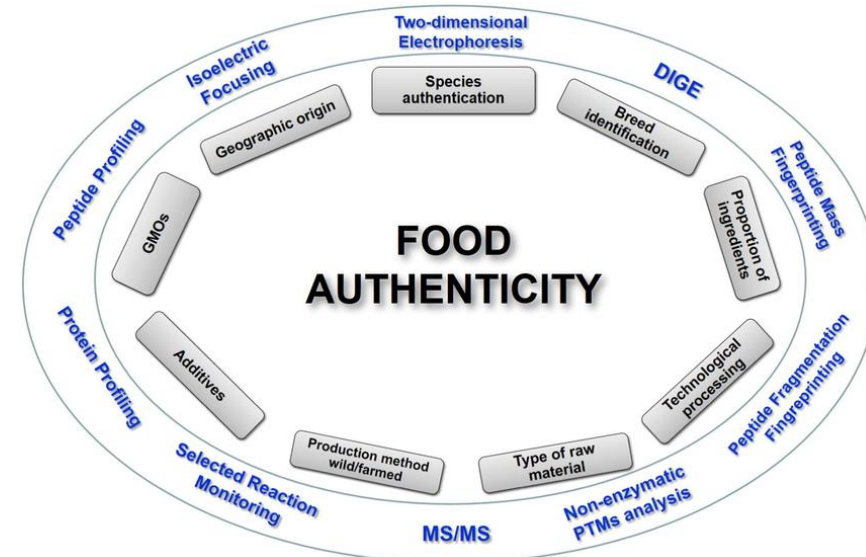 Two-dimensional
Electrophoresis
DIGE
Peptide Mass
Fingerprinting
Peptide Fragmentation
Fingreprinting
Non-enzymatic
PTMs analysis
MS/MS
Selected Reaction
Monitoring
Protein Profiling
Peptide Profiling
Isoelectric
Focusing
Species
authentication
Breed
identification
Proportion of
ingredients
Technological
processing
Type of raw
material
Production method
wild/farmed
Additives
GMOs
Geographic origin
FOOD
AUTHENTICITY